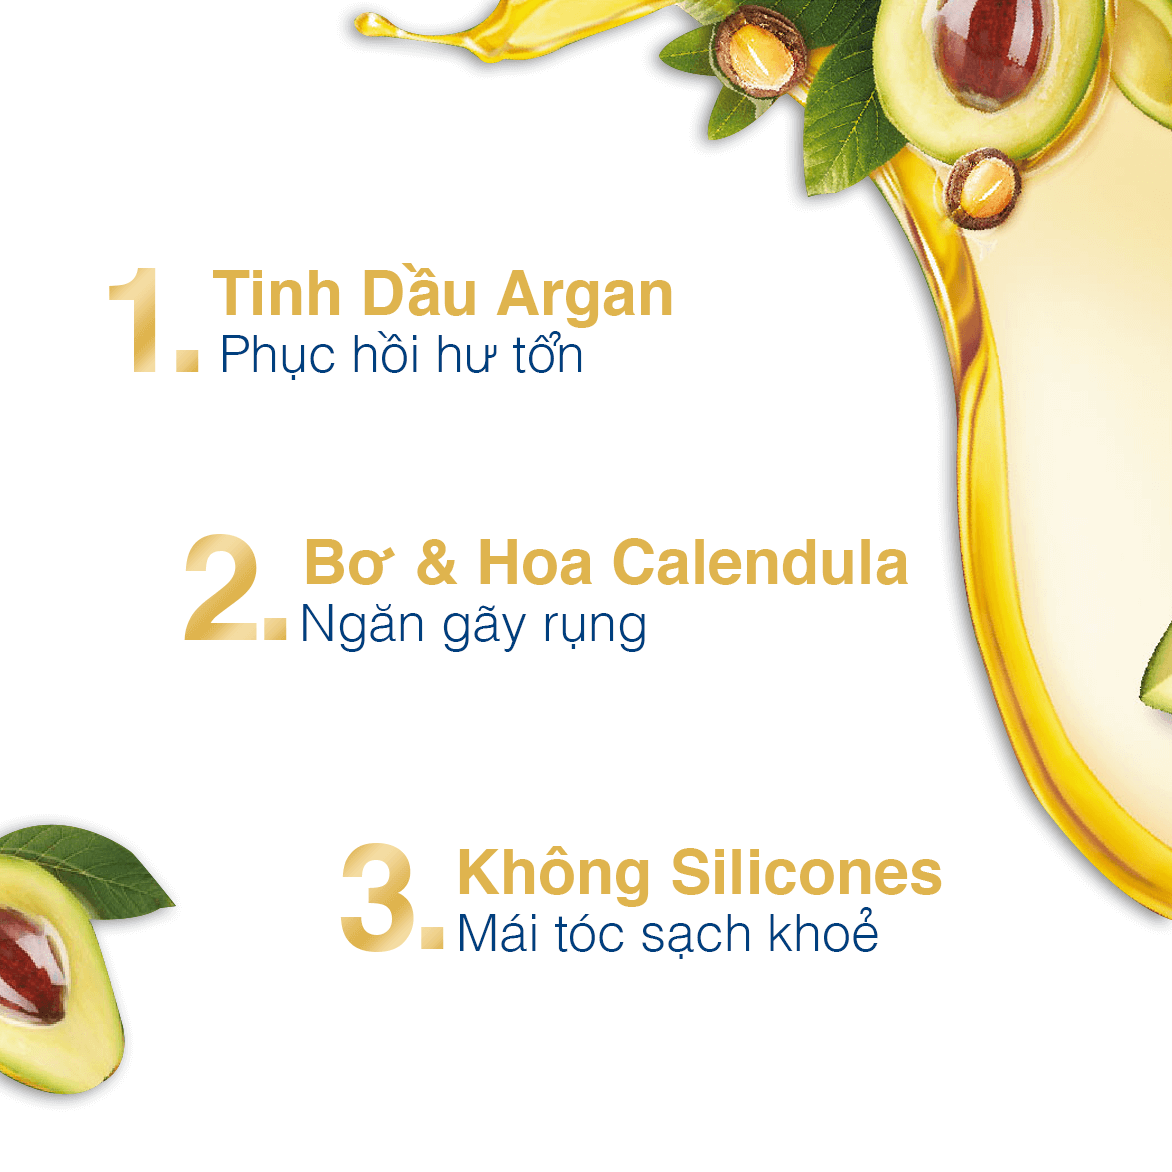 1. Tinh Dầu Argan
Phục hồi hư tổn
2. Bơ & Hoa Calendula
Ngăn gãy rụng
3. Không Silicones
Mái tóc sạch khoẻ